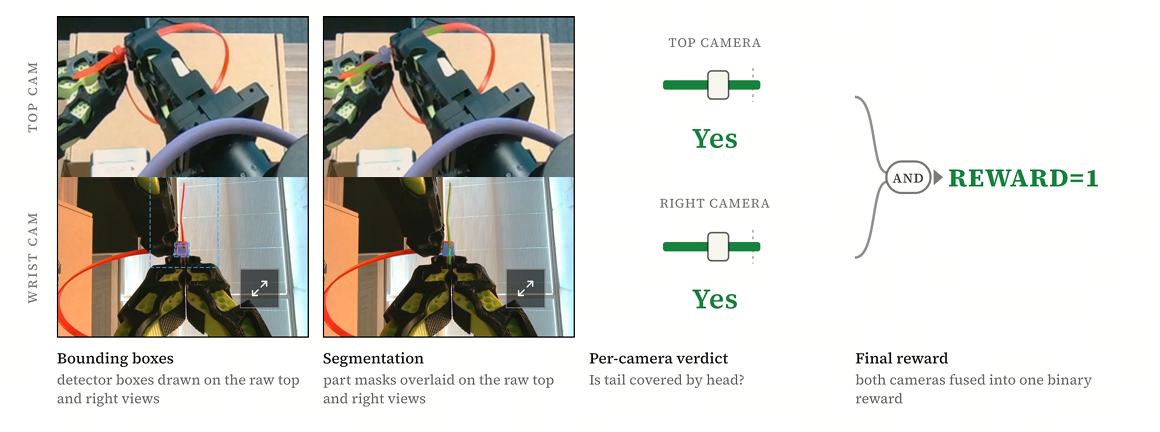 TOP CAM
WRIST CAM
TOP CAMERA
Yes
RIGHT CAMERA
Yes
AND
REWARD=1
Bounding boxes
detector boxes drawn on the raw top
and right views
Segmentation
part masks overlaid on the raw top
and right views
Per-camera verdict
Is tail covered by head?
Final reward
both cameras fused into one binary
reward